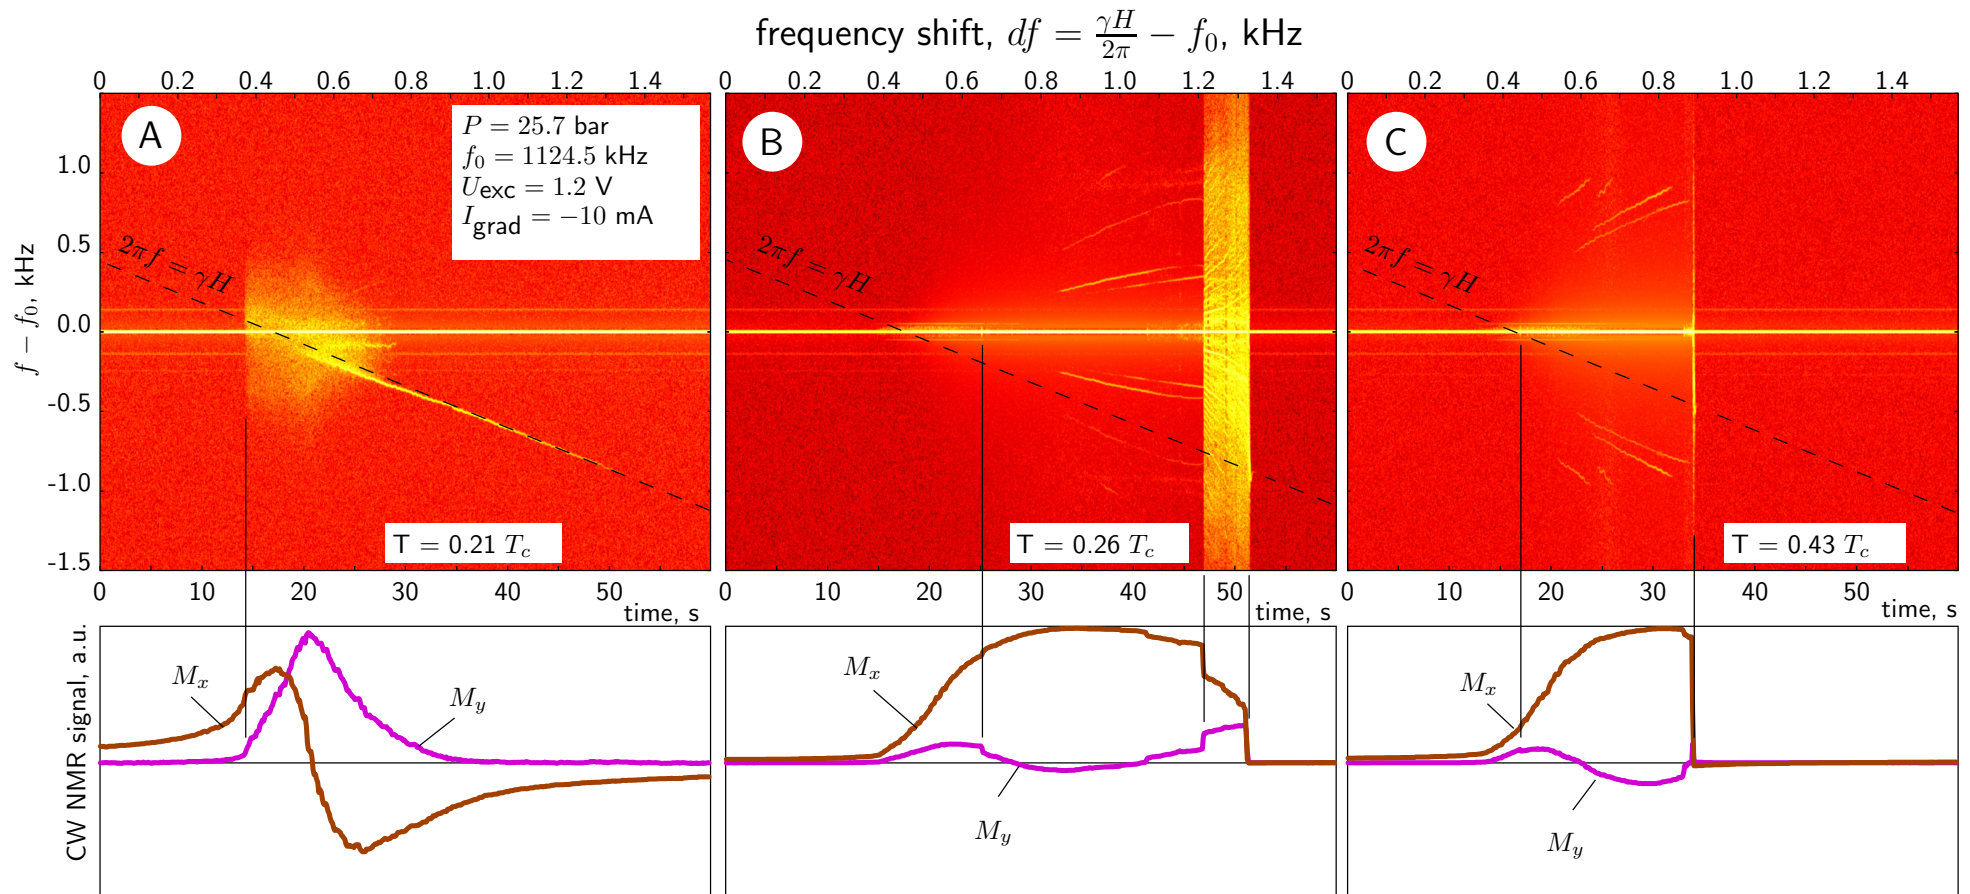 frequency shift, df = γH/2π − f₀, kHz
0 0.2 0.4 0.6 0.8 1.0 1.2 1.4
0 0.2 0.4 0.6 0.8 1.0 1.2 1.4
0 0.2 0.4 0.6 0.8 1.0 1.2 1.4
A
P = 25.7 bar
f₀ = 1124.5 kHz
Uexc = 1.2 V
Igrad = −10 mA
B
C
f − f₀, kHz
1.0
0.5
0.0
-0.5
-1.0
-1.5
2πf = γH
2πf = γH
2πf = γH
T = 0.21 Tc
T = 0.26 Tc
T = 0.43 Tc
0 10 20 30 40 50
time, s
0 10 20 30 40 50
time, s
0 10 20 30 40 50
time, s
CW NMR signal, a.u.
Mx
My
Mx
My
Mx
My